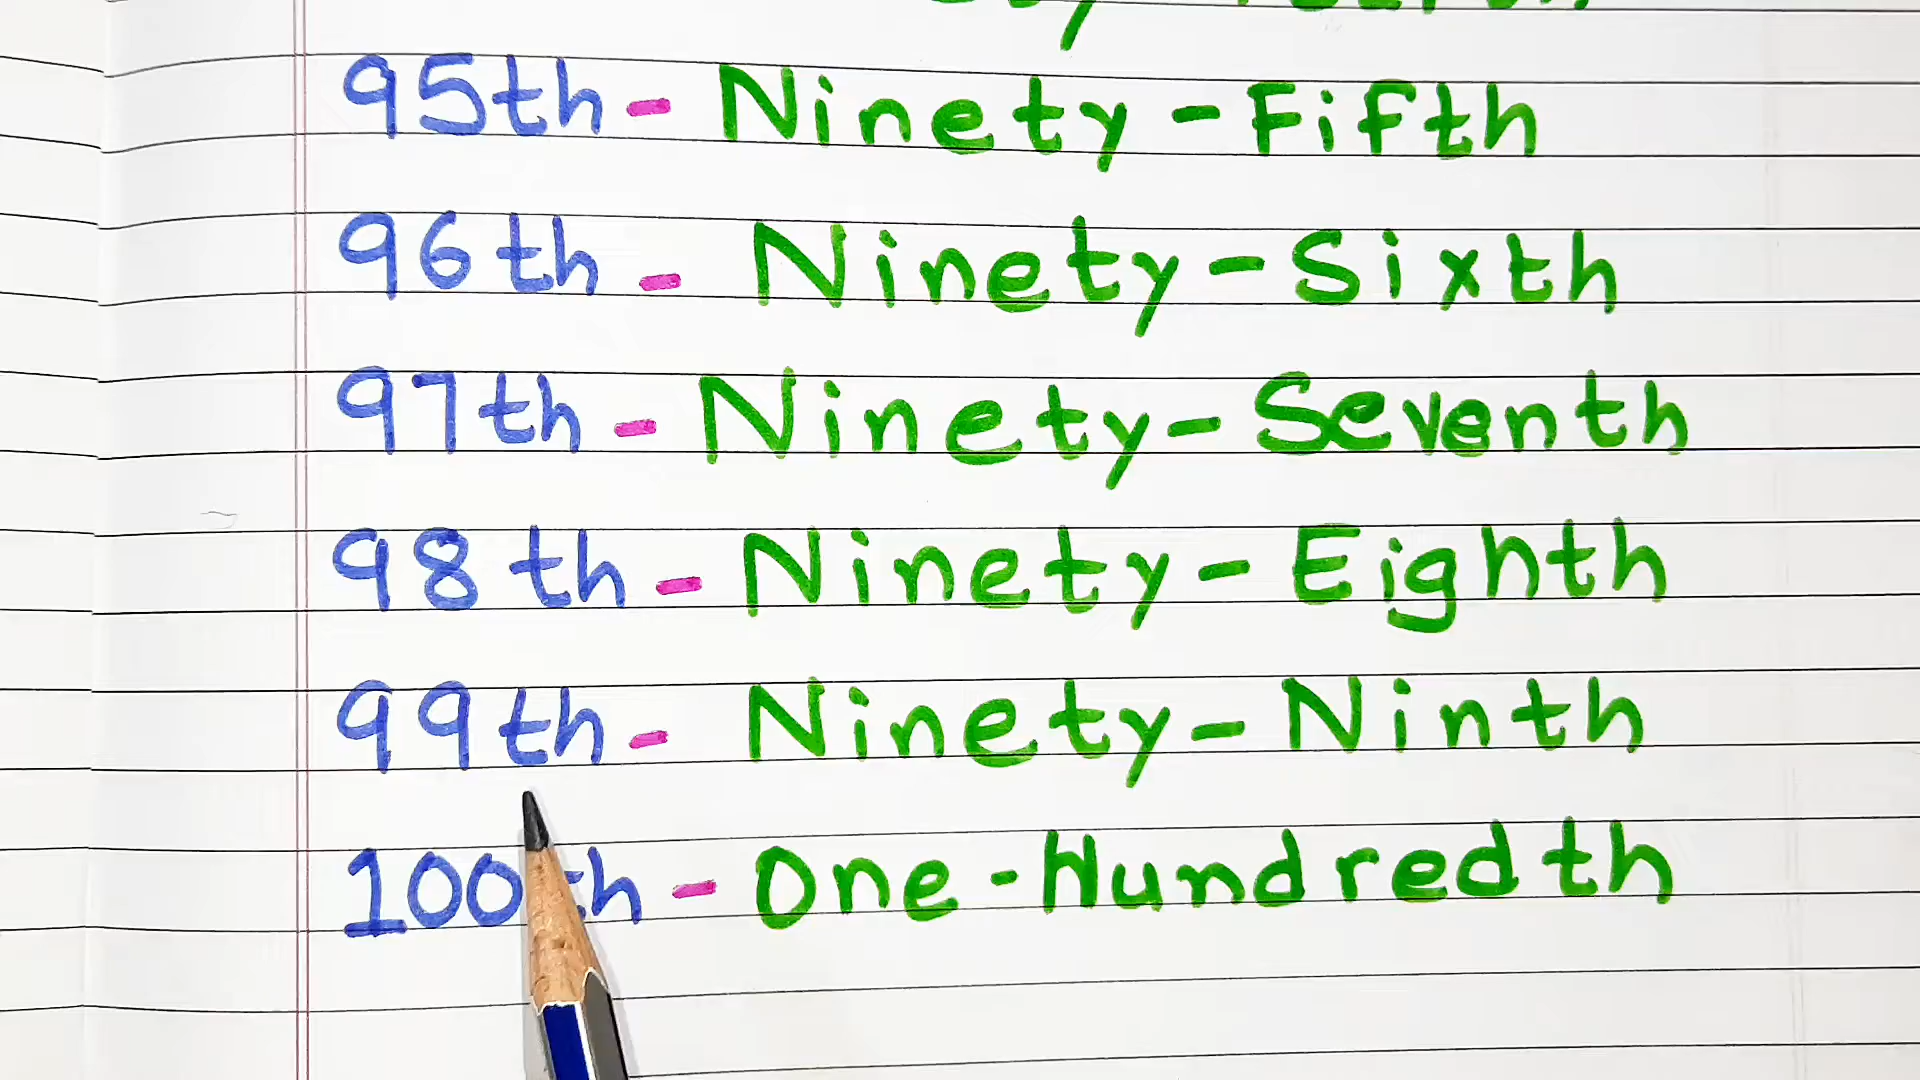 95th - Ninety - Fifth
96th - Ninety - Sixth
97th - Ninety - Seventh
98th - Ninety - Eighth
99th - Ninety - Ninth
100th - One - Hundredth